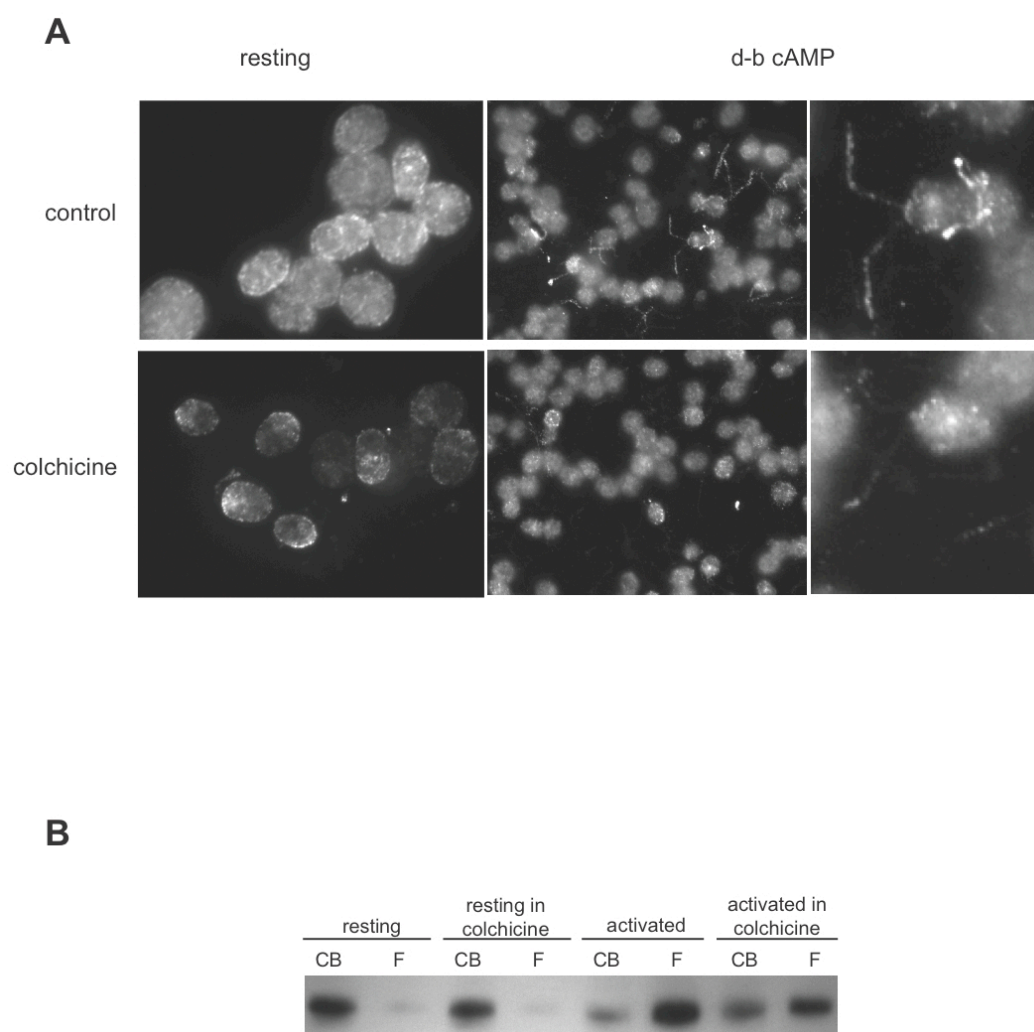 A
resting d-b cAMP
control
colchicine
B
resting resting in colchicine activated activated in colchicine
CB F CB F CB F CB F